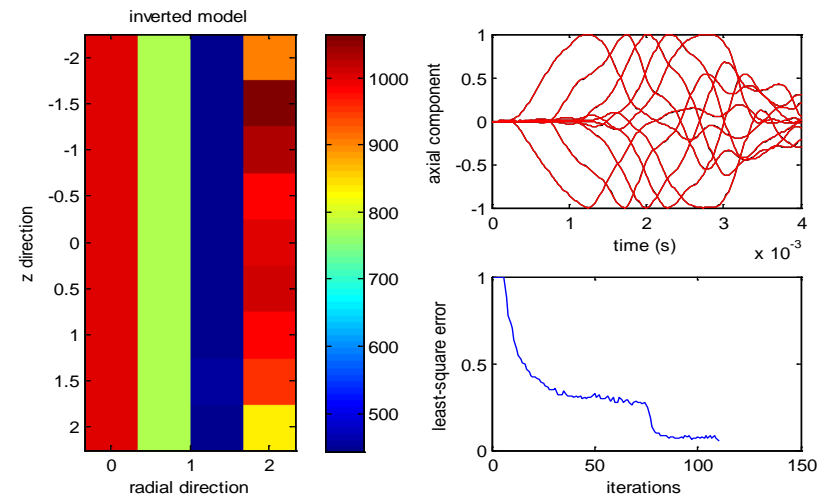 inverted model
-2
-1.5
-1
-0.5
0
0.5
1
1.5
2
z direction
0 1 2
radial direction
1000
900
800
700
600
500
1
0.5
0
-0.5
-1
axial component
0 1 2 3 4
time (s)
x 10^-3
1
0.5
0
least-square error
0 50 100 150
iterations